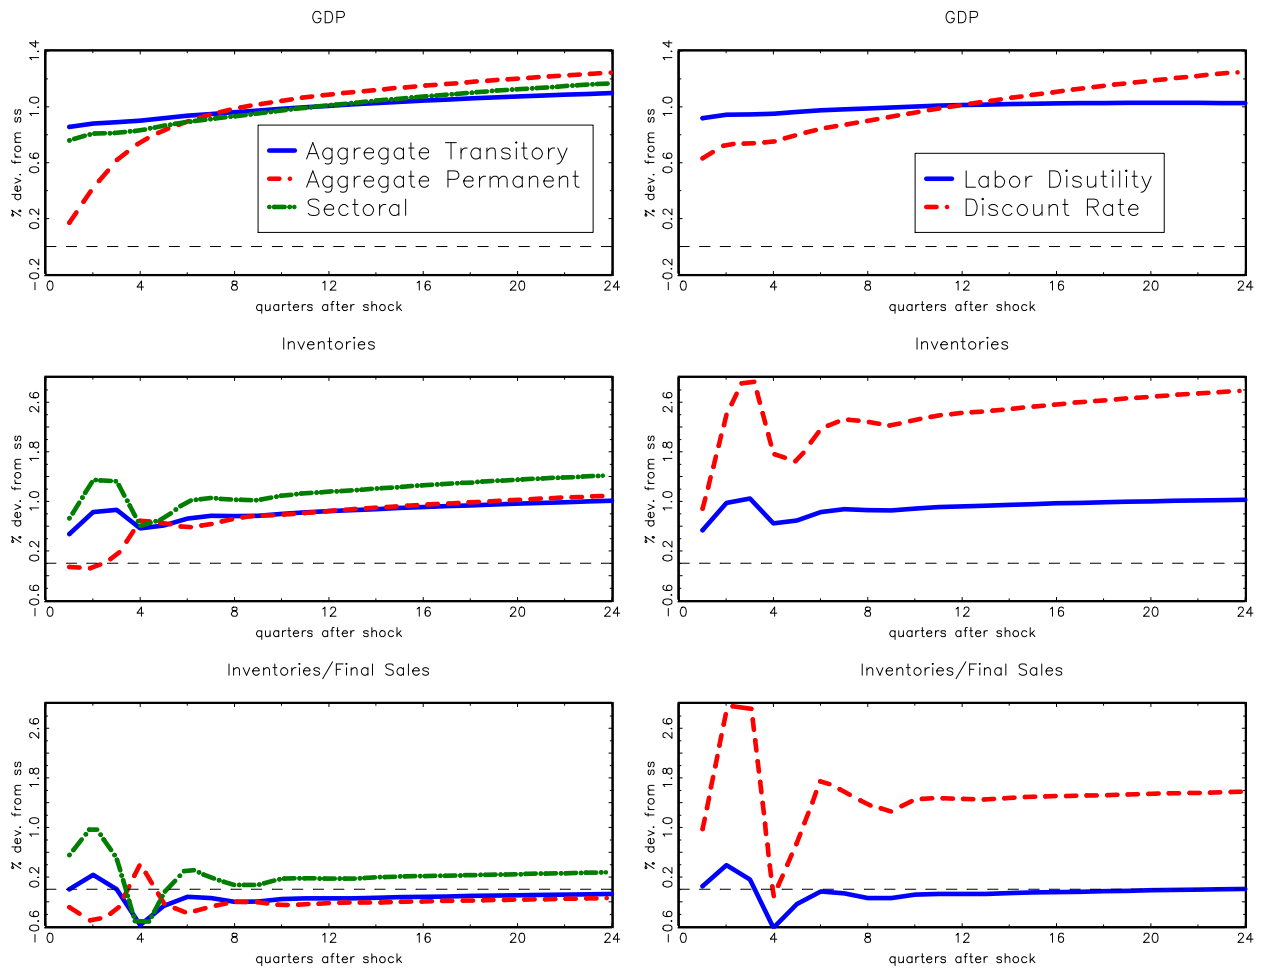 GDP
% dev. from ss
1.4
1.0
0.6
0.2
−0.2
Aggregate Transitory
Aggregate Permanent
Sectoral
0 4 8 12 16 20 24
quarters after shock
GDP
% dev. from ss
1.4
1.0
0.6
0.2
−0.2
Labor Disutility
Discount Rate
0 4 8 12 16 20 24
quarters after shock
Inventories
% dev. from ss
2.6
1.8
1.0
0.2
−0.6
0 4 8 12 16 20 24
quarters after shock
Inventories
% dev. from ss
2.6
1.8
1.0
0.2
−0.6
0 4 8 12 16 20 24
quarters after shock
Inventories/Final Sales
% dev. from ss
2.6
1.8
1.0
0.2
−0.6
0 4 8 12 16 20 24
quarters after shock
Inventories/Final Sales
% dev. from ss
2.6
1.8
1.0
0.2
−0.6
0 4 8 12 16 20 24
quarters after shock